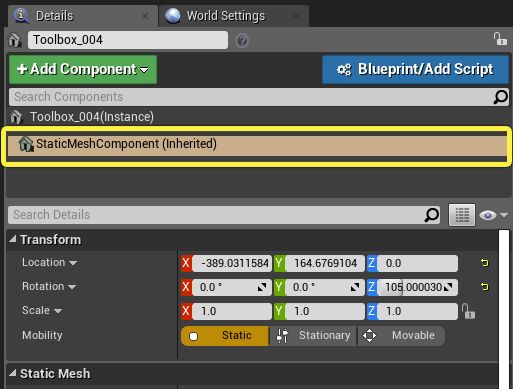 Details World Settings
Toolbox_004
+ Add Component Blueprint/Add Script
Search Components
Toolbox_004(Instance)
StaticMeshComponent (Inherited)
Search Details
Transform
Location X -389.0311584 Y 164.6769104 Z 0.0
Rotation X 0.0 ° Y 0.0 ° Z 105.000030
Scale X 1.0 Y 1.0 Z 1.0
Mobility Static Stationary Movable
Static Mesh